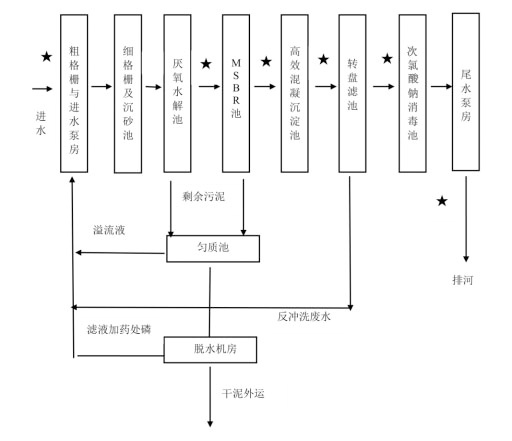 进水
粗格栅与进水泵房
细格栅及沉砂池
厌氧水解池
MSBR池
高效混凝沉淀池
转盘滤池
次氯酸钠消毒池
尾水泵房
剩余污泥
溢流液
匀质池
排河
反冲洗废水
滤液加药处磷
脱水机房
干泥外运